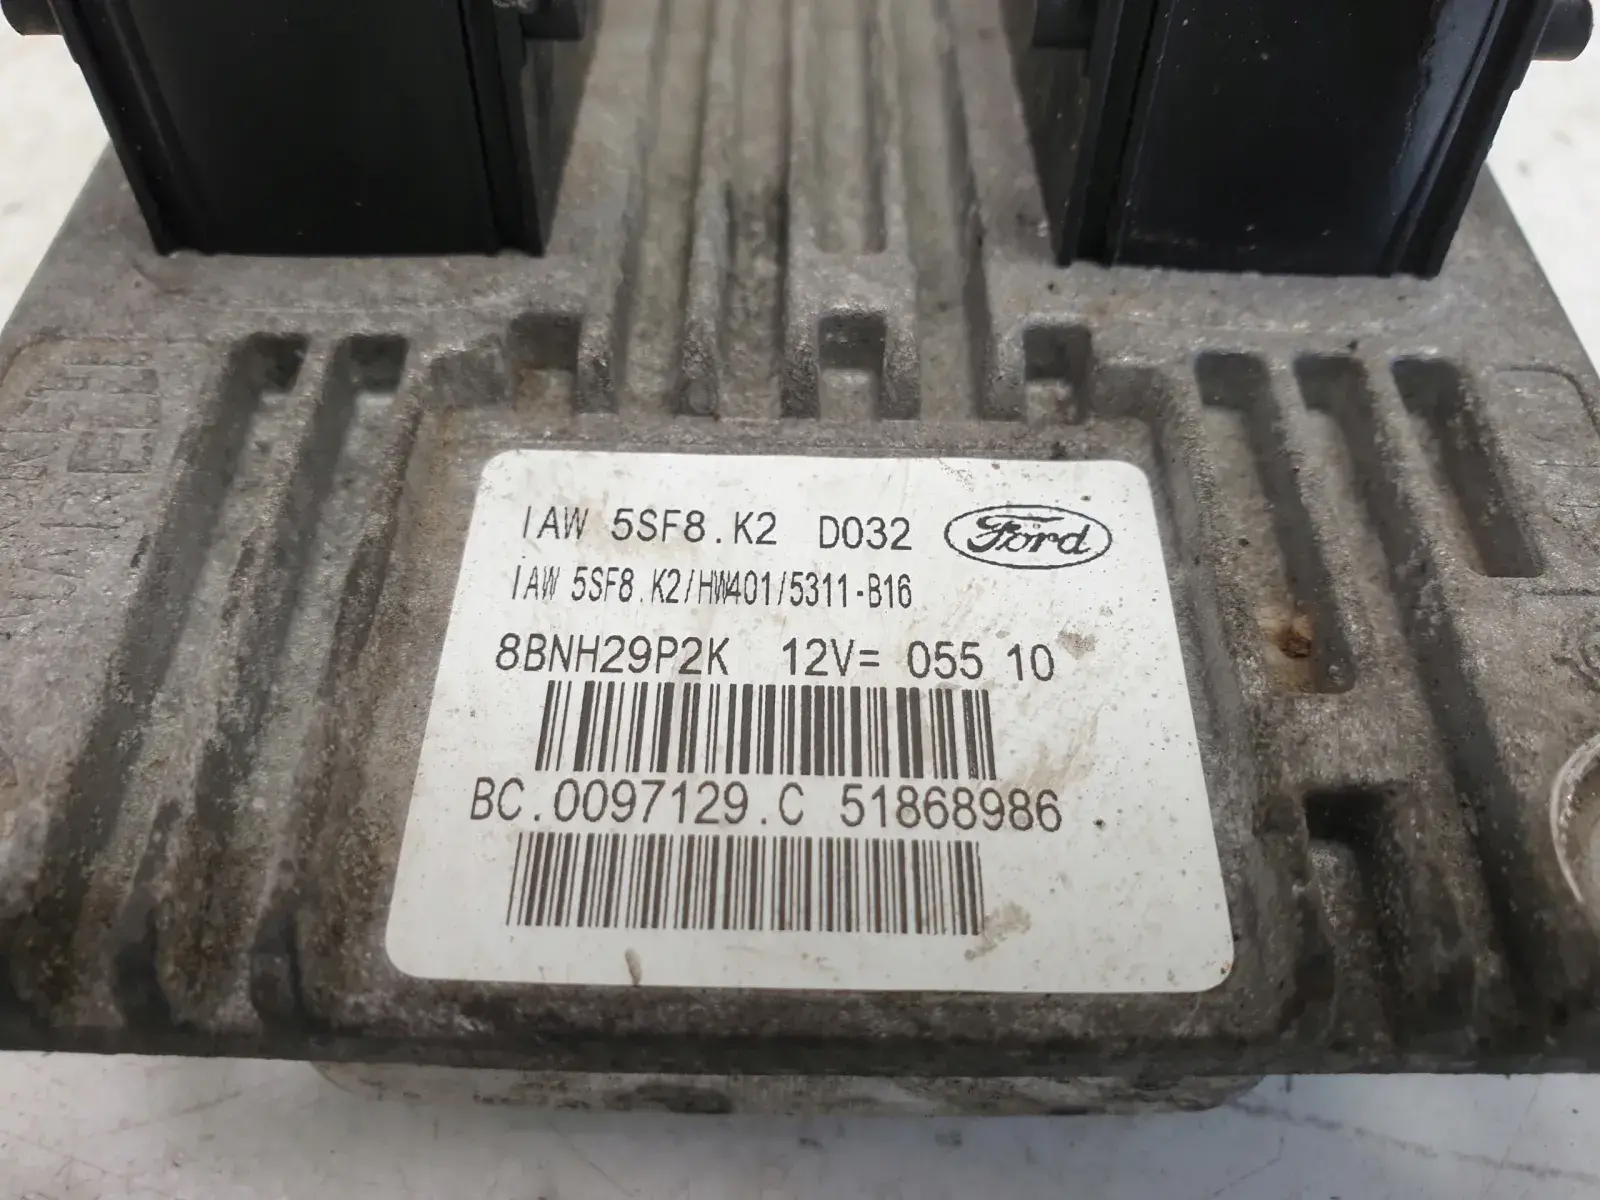 IAW 5SF8.K2 D032 Ford
IAW 5SF8.K2/HW401/5311-B16
8BNH29P2K 12V= 055 10
BC.0097129.C 51868986